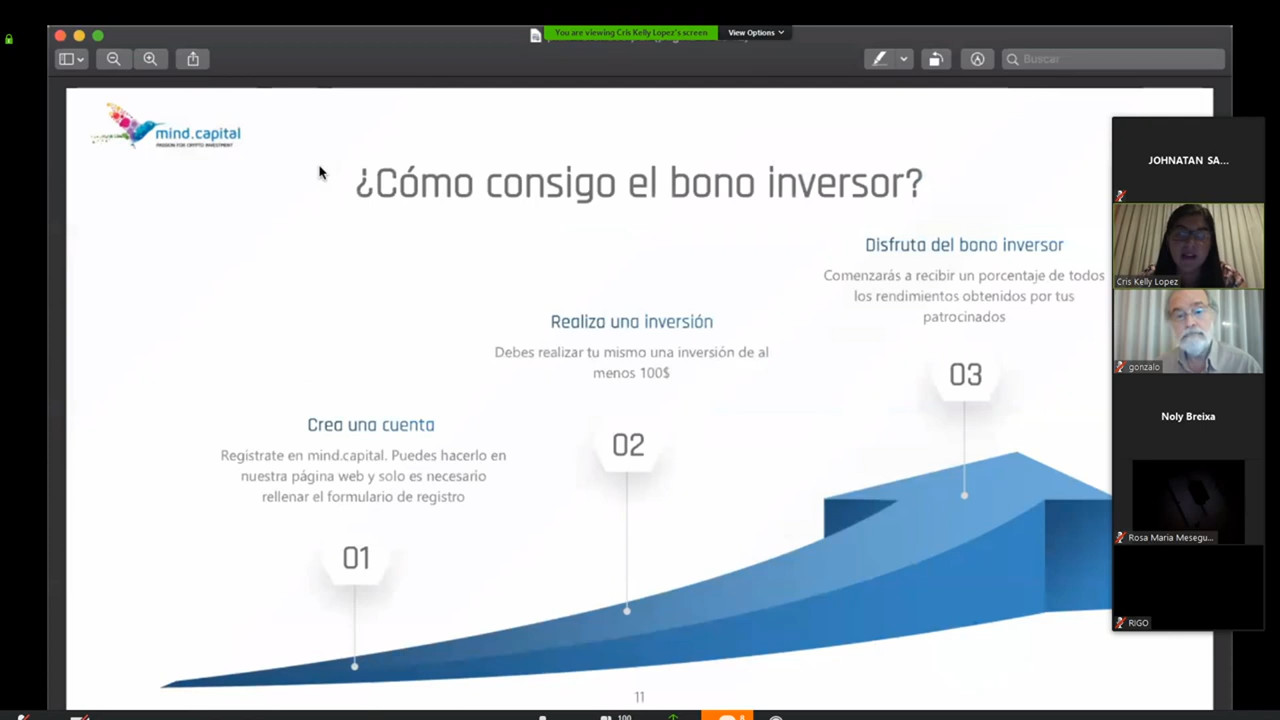 You are viewing Cris Kelly Lopez's screen
View Options
Buscar
mind.capital
PASSION FOR CRYPTO INVESTMENT
¿Cómo consigo el bono inversor?
Disfruta del bono inversor
Comenzarás a recibir un porcentaje de todos
los rendimientos obtenidos por tus
patrocinados
03
Realiza una inversión
Debes realizar tu mismo una inversión de al
menos 100$
02
Crea una cuenta
Registrate en mind.capital. Puedes hacerlo en
nuestra página web y solo es necesario
rellenar el formulario de registro
01
11
JOHNATAN SA...
Cris Kelly Lopez
gonzalo
Noly Breixa
Rosa Maria Mesegu...
RIGO
100